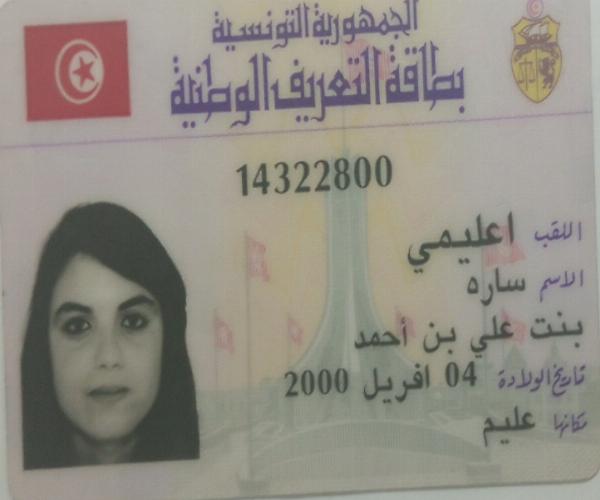 الجمهورية التونسية
بطاقة التعريف الوطنية
14322800
اللقب اعليمي
الاسم ساره
بنت علي بن أحمد
تاريخ الولادة 04 افريل 2000
مكانها عليم